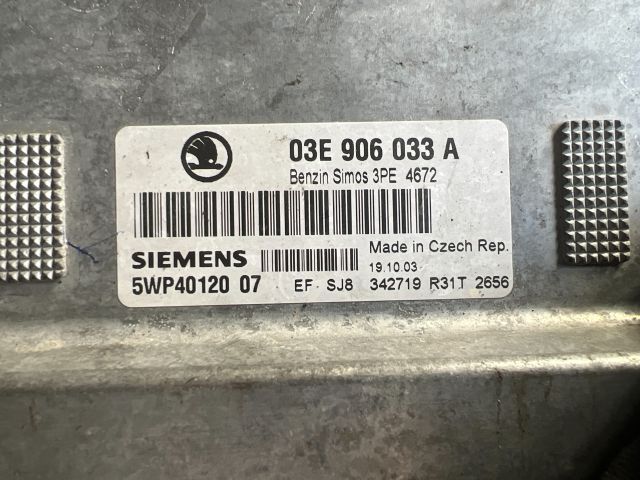 03E 906 033 A
Benzin Simos 3PE 4672
SIEMENS
Made in Czech Rep.
19.10.03
5WP40120 07 EF SJ8 342719 R31T 2656